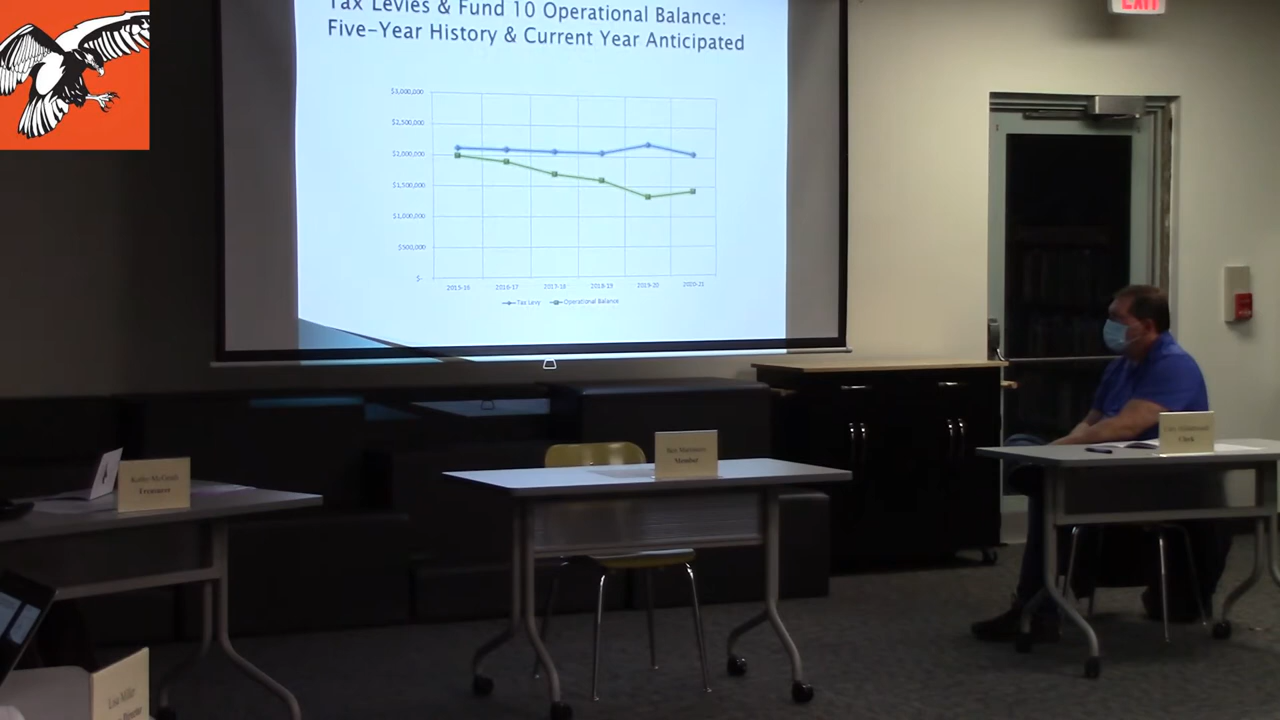 EXIT
Tax Levies & Fund 10 Operational Balance:
Five-Year History & Current Year Anticipated
$3,000,000
$2,500,000
$2,000,000
$1,500,000
$1,000,000
$500,000
$-
2015-16 2016-17 2017-18 2018-19 2019-20 2020-21
Tax Levy Operational Balance
Clerk
Member
Treasurer
Lisa Miller